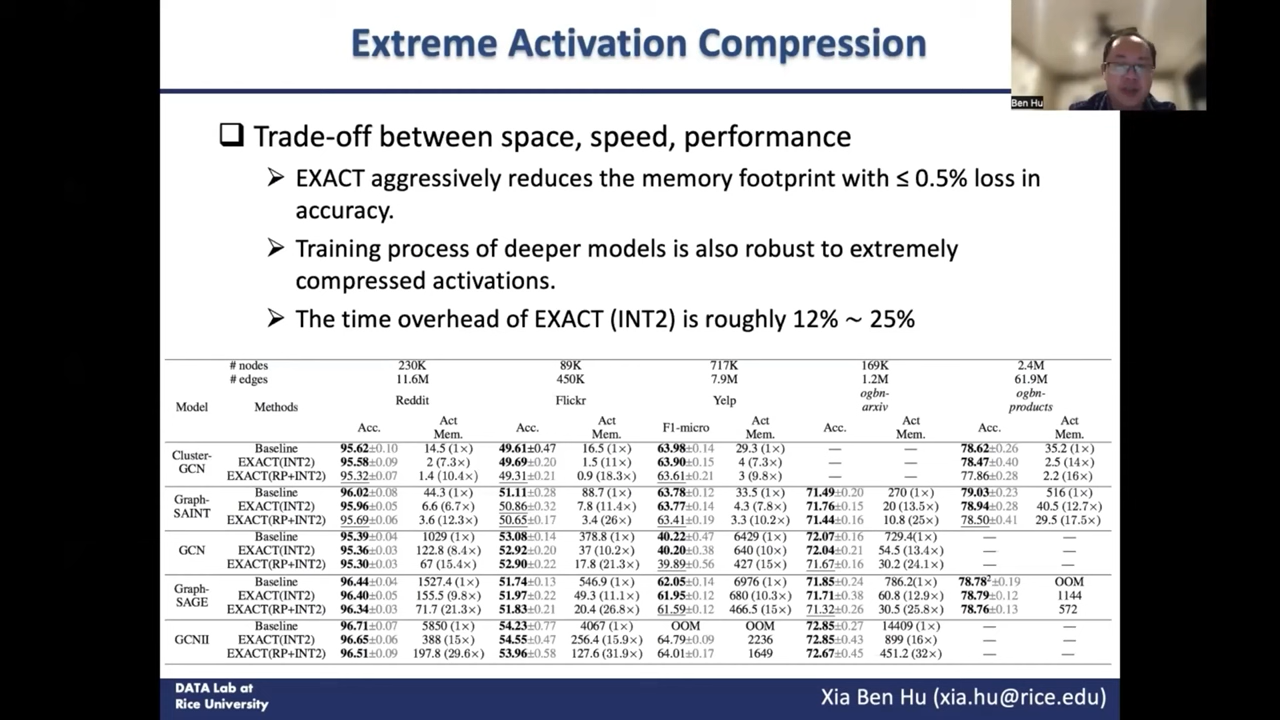 Extreme Activation Compression
Ben Hu
Trade-off between space, speed, performance
EXACT aggressively reduces the memory footprint with ≤ 0.5% loss in
accuracy.
Training process of deeper models is also robust to extremely
compressed activations.
The time overhead of EXACT (INT2) is roughly 12% ~ 25%
# nodes 230K 89K 717K 169K 2.4M
# edges 11.6M 450K 7.9M 1.2M 61.9M
Model Methods Reddit Flickr Yelp ogbn-arxiv ogbn-products
Acc. Act Mem. Acc. Act Mem. F1-micro Act Mem. Acc. Act Mem. Acc. Act Mem.
Cluster-GCN
Baseline 95.62±0.10 14.5 (1×) 49.61±0.47 16.5 (1×) 63.98±0.14 29.3 (1×) — — 78.62±0.26 35.2 (1×)
EXACT(INT2) 95.58±0.09 2 (7.3×) 49.69±0.20 1.5 (11×) 63.90±0.15 4 (7.3×) — — 78.47±0.40 2.5 (14×)
EXACT(RP+INT2) 95.32±0.07 1.4 (10.4×) 49.31±0.21 0.9 (18.3×) 63.61±0.21 3 (9.8×) — — 77.86±0.28 2.2 (16×)
Graph-SAINT
Baseline 96.02±0.08 44.3 (1×) 51.11±0.28 88.7 (1×) 63.78±0.12 33.5 (1×) 71.49±0.20 270 (1×) 79.03±0.23 516 (1×)
EXACT(INT2) 95.96±0.05 6.6 (6.7×) 50.86±0.32 7.8 (11.4×) 63.77±0.14 4.3 (7.8×) 71.76±0.15 20 (13.5×) 78.94±0.28 40.5 (12.7×)
EXACT(RP+INT2) 95.69±0.06 3.6 (12.3×) 50.65±0.17 3.4 (26×) 63.41±0.19 3.3 (10.2×) 71.44±0.16 10.8 (25×) 78.50±0.41 29.5 (17.5×)
GCN
Baseline 95.39±0.04 1029 (1×) 53.08±0.14 378.8 (1×) 40.22±0.47 6429 (1×) 72.07±0.16 729.4(1×) — —
EXACT(INT2) 95.36±0.03 122.8 (8.4×) 52.92±0.20 37 (10.2×) 40.20±0.38 640 (10×) 72.04±0.21 54.5 (13.4×) — —
EXACT(RP+INT2) 95.30±0.03 67 (15.4×) 52.90±0.22 17.8 (21.3×) 39.89±0.56 427 (15×) 71.67±0.16 30.2 (24.1×) — —
Graph-SAGE
Baseline 96.44±0.04 1527.4 (1×) 51.74±0.13 546.9 (1×) 62.05±0.14 6976 (1×) 71.85±0.24 786.2(1×) 78.78²±0.19 OOM
EXACT(INT2) 96.40±0.05 155.5 (9.8×) 51.97±0.22 49.3 (11.1×) 61.95±0.12 680 (10.3×) 71.71±0.38 60.8 (12.9×) 78.79±0.12 1144
EXACT(RP+INT2) 96.34±0.03 71.7 (21.3×) 51.83±0.21 20.4 (26.8×) 61.59±0.12 466.5 (15×) 71.32±0.26 30.5 (25.8×) 78.76±0.13 572
GCNII
Baseline 96.71±0.07 5850 (1×) 54.23±0.77 4067 (1×) OOM OOM 72.85±0.27 14409 (1×) — —
EXACT(INT2) 96.65±0.06 388 (15×) 54.55±0.47 256.4 (15.9×) 64.79±0.09 2236 72.85±0.43 899 (16×) — —
EXACT(RP+INT2) 96.51±0.09 197.8 (29.6×) 53.96±0.58 127.6 (31.9×) 64.01±0.17 1649 72.67±0.45 451.2 (32×) — —
DATA Lab at
Rice University
Xia Ben Hu (xia.hu@rice.edu)